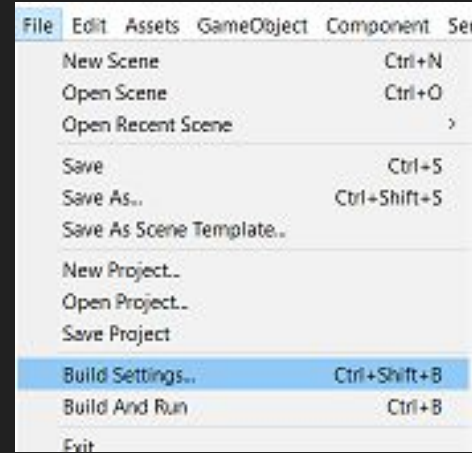 File Edit Assets GameObject Component Ser
New Scene Ctrl+N
Open Scene Ctrl+O
Open Recent Scene >
Save Ctrl+S
Save As... Ctrl+Shift+S
Save As Scene Template...
New Project...
Open Project...
Save Project
Build Settings... Ctrl+Shift+B
Build And Run Ctrl+B
Exit